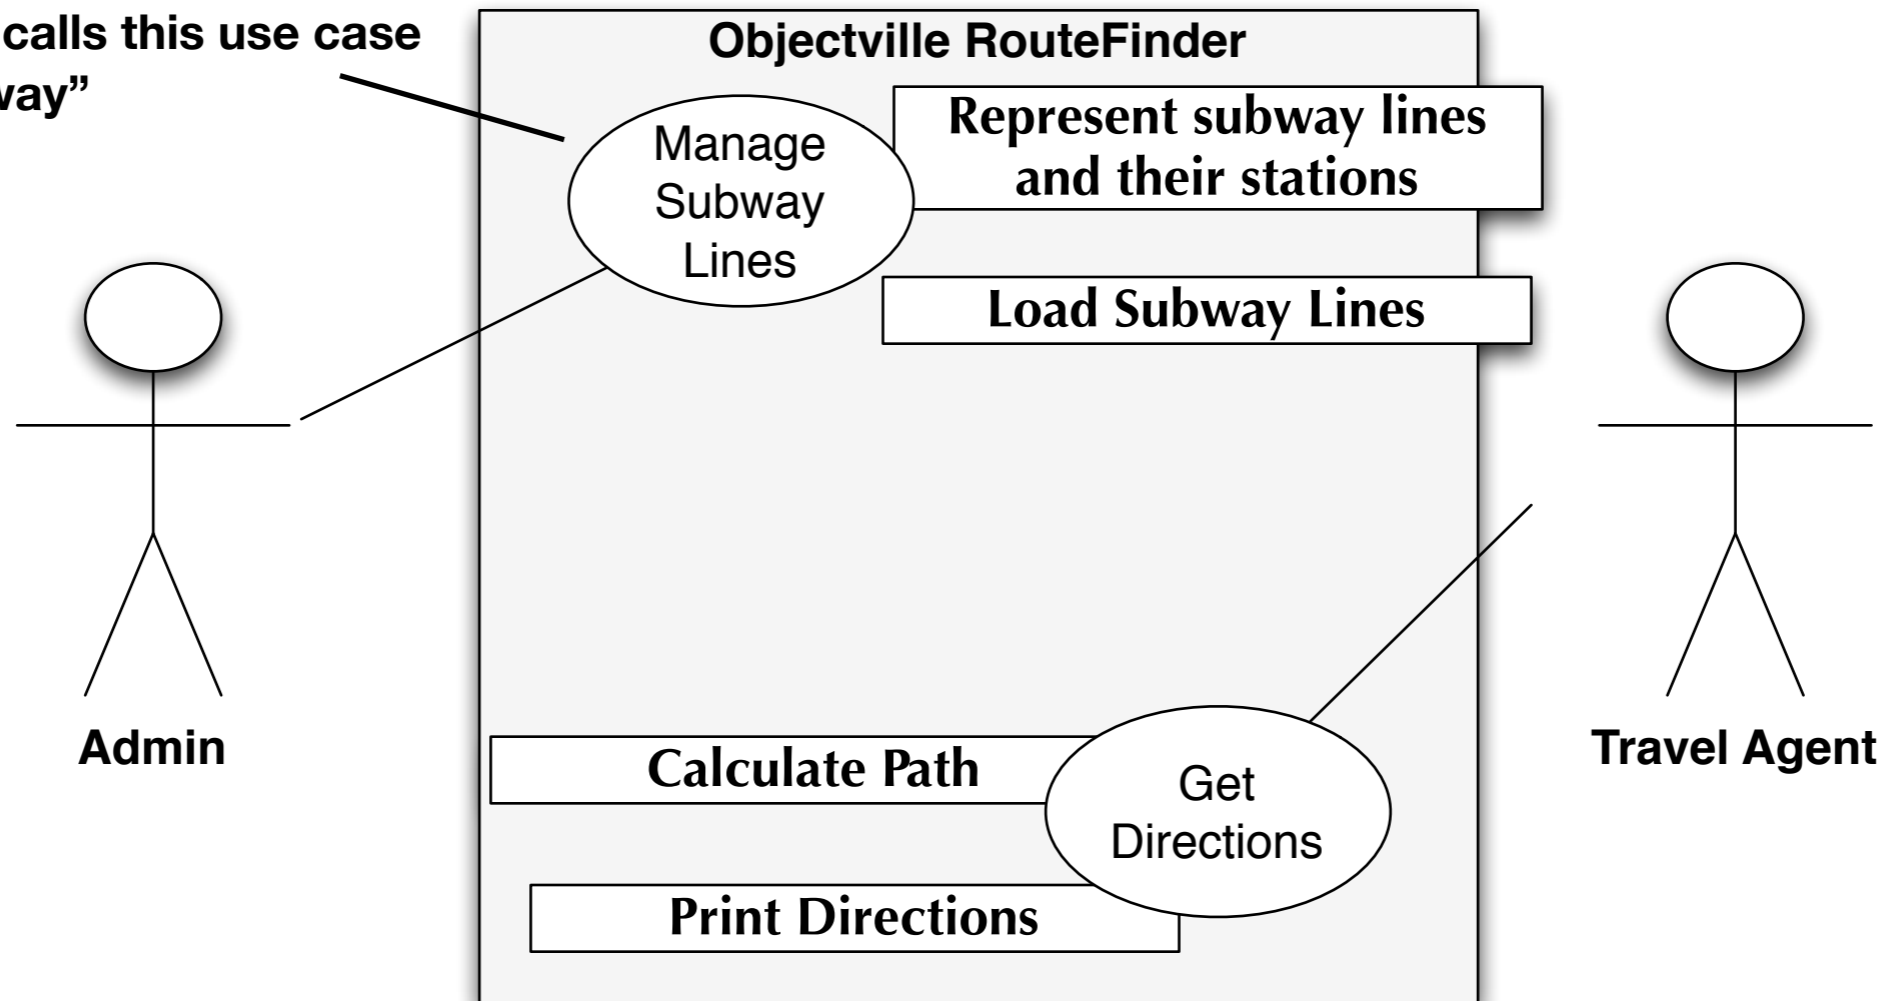 calls this use case
way”
Objectville RouteFinder
Manage
Subway
Lines
Represent subway lines
and their stations
Load Subway Lines
Admin
Travel Agent
Calculate Path
Get
Directions
Print Directions